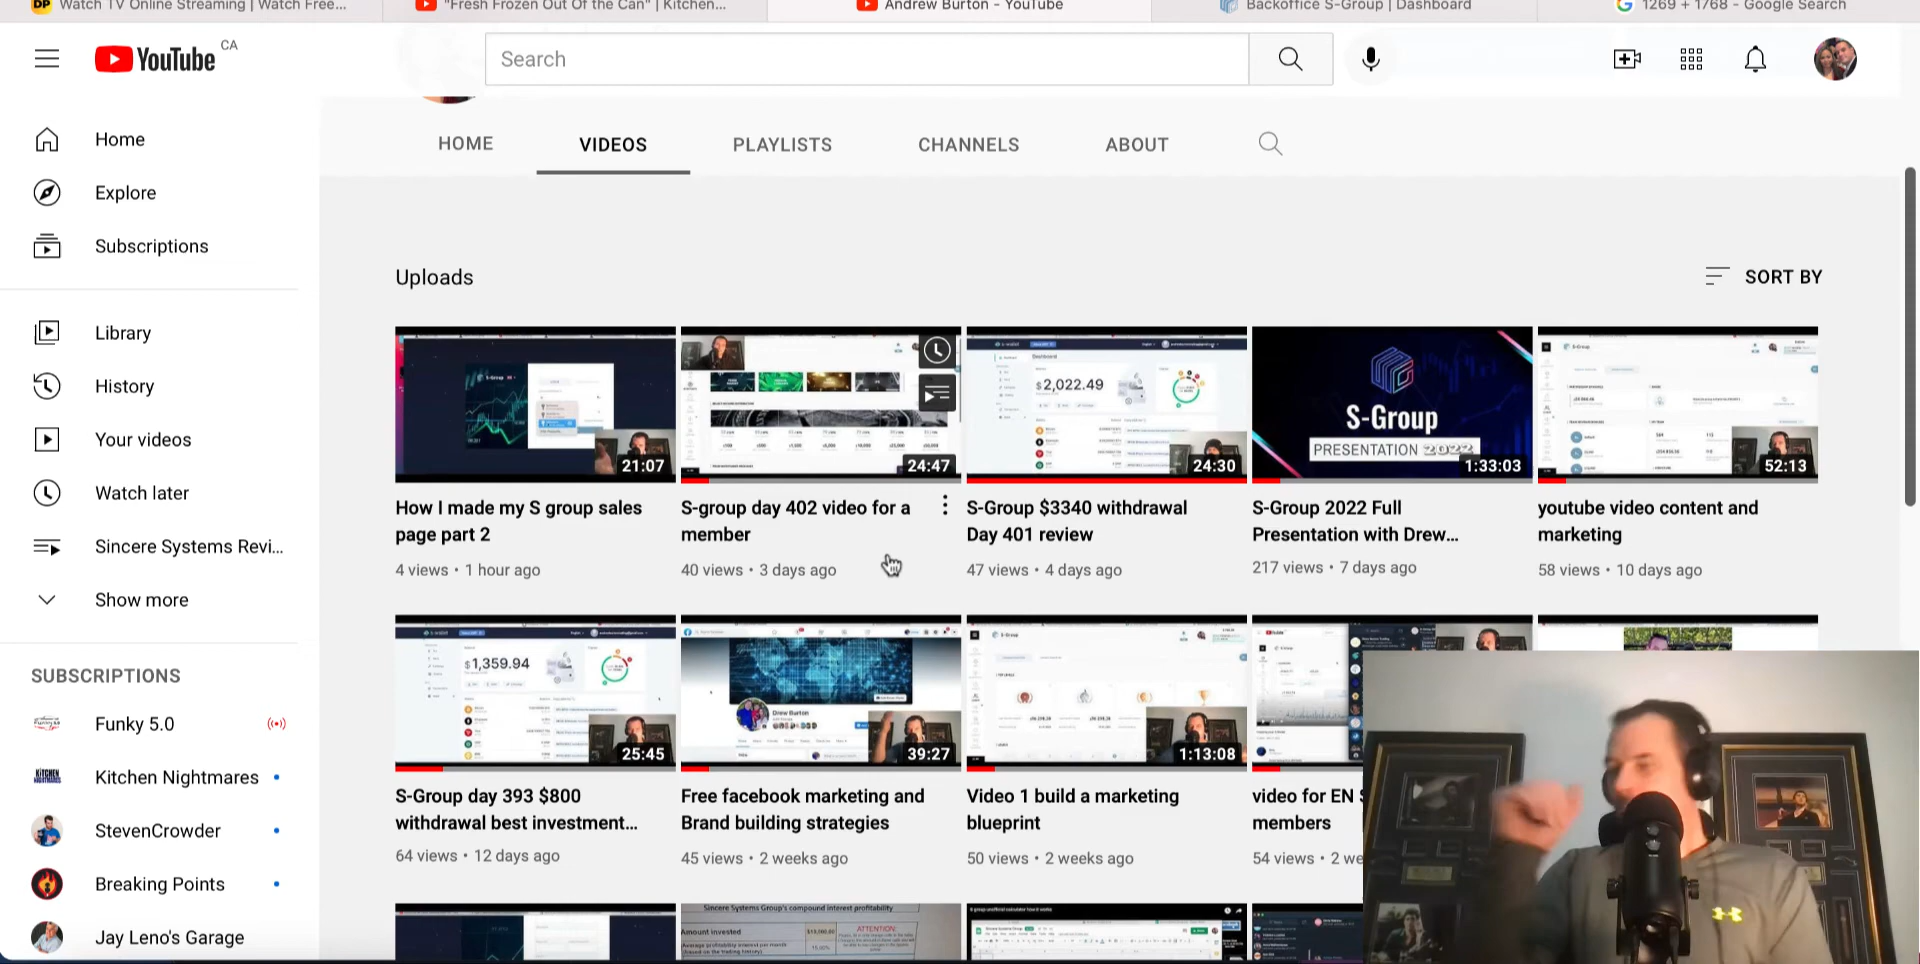 DP Watch TV Online Streaming | Watch Free...
"Fresh Frozen Out Of the Can" | Kitchen...
Andrew Burton - YouTube
Backoffice S-Group | Dashboard
1269 + 1768 - Google Search
YouTube CA
Search
Home
Explore
Subscriptions
Library
History
Your videos
Watch later
Sincere Systems Revi...
Show more
SUBSCRIPTIONS
Funky 5.0
Kitchen Nightmares
StevenCrowder
Breaking Points
Jay Leno's Garage
HOME VIDEOS PLAYLISTS CHANNELS ABOUT
Uploads
SORT BY
21:07
How I made my S group sales
page part 2
4 views • 1 hour ago
24:47
S-group day 402 video for a
member
40 views • 3 days ago
Dashboard
$2,022.49
24:30
S-Group $3340 withdrawal
Day 401 review
47 views • 4 days ago
S-Group
PRESENTATION 2022
1:33:03
S-Group 2022 Full
Presentation with Drew...
217 views • 7 days ago
52:13
youtube video content and
marketing
58 views • 10 days ago
$1,359.94
25:45
S-Group day 393 $800
withdrawal best investment...
64 views • 12 days ago
Drew Burton
39:27
Free facebook marketing and
Brand building strategies
45 views • 2 weeks ago
1:13:08
Video 1 build a marketing
blueprint
50 views • 2 weeks ago
video for EN
members
54 views • 2 we
Sincere Systems Group's compound interest profitability
Amount invested
ATTENTION: